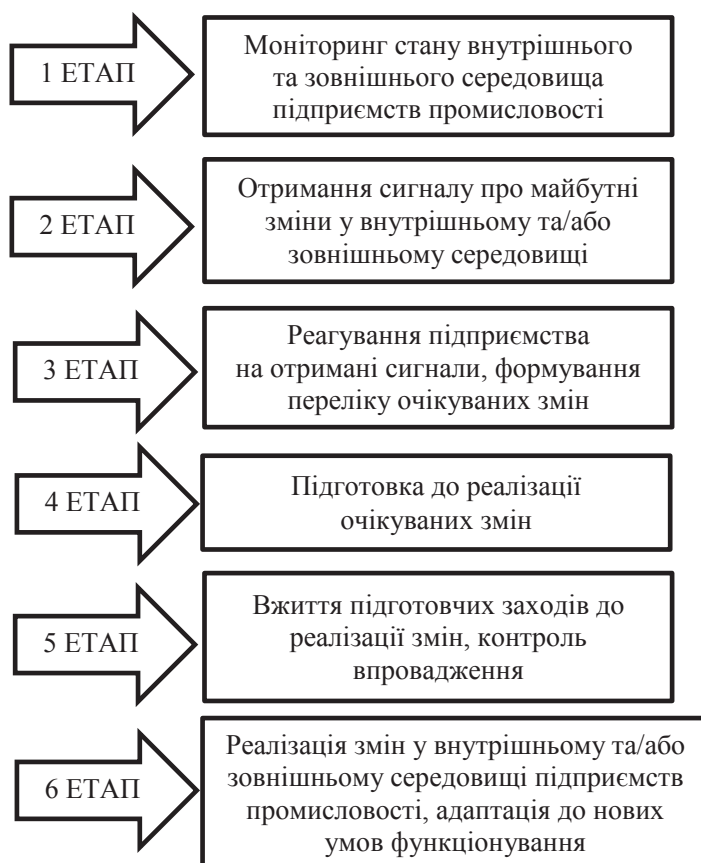 1 ЕТАП
Моніторинг стану внутрішнього
та зовнішнього середовища
підприємств промисловості
2 ЕТАП
Отримання сигналу про майбутні
зміни у внутрішньому та/або
зовнішньому середовищі
3 ЕТАП
Реагування підприємства
на отримані сигнали, формування
переліку очікуваних змін
4 ЕТАП
Підготовка до реалізації
очікуваних змін
5 ЕТАП
Вжиття підготовчих заходів до
реалізації змін, контроль
впровадження
6 ЕТАП
Реалізація змін у внутрішньому та/або
зовнішньому середовищі підприємств
промисловості, адаптація до нових
умов функціонування